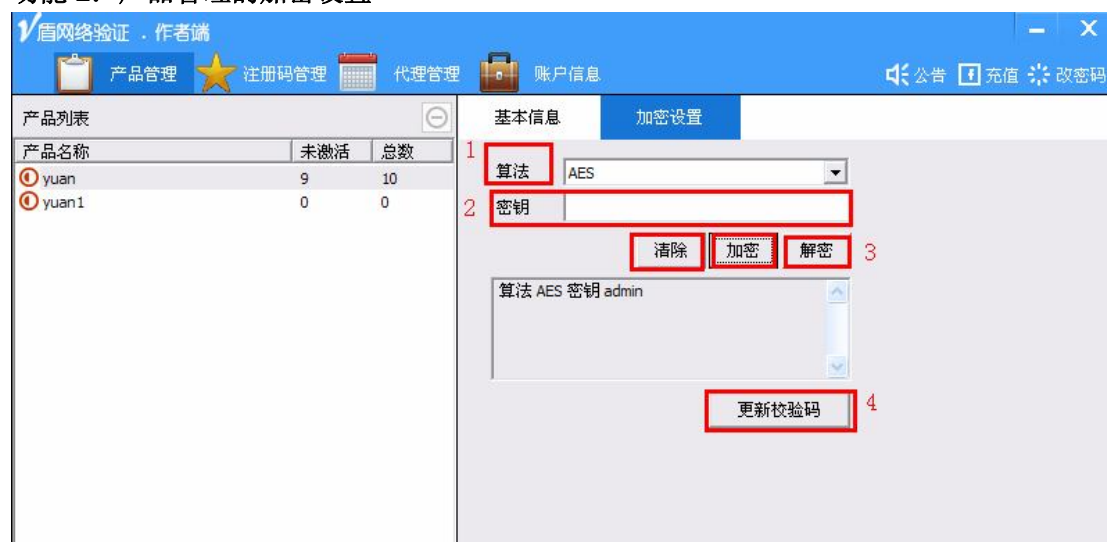 V盾网络验证 . 作者端
产品管理 注册码管理 代理管理 账户信息 公告 充值 改密码
产品列表
产品名称 未激活 总数
yuan 9 10
yuan1 0 0
基本信息 加密设置
1 算法 AES
2 密钥
清除 加密 解密 3
算法 AES 密钥 admin
更新校验码 4